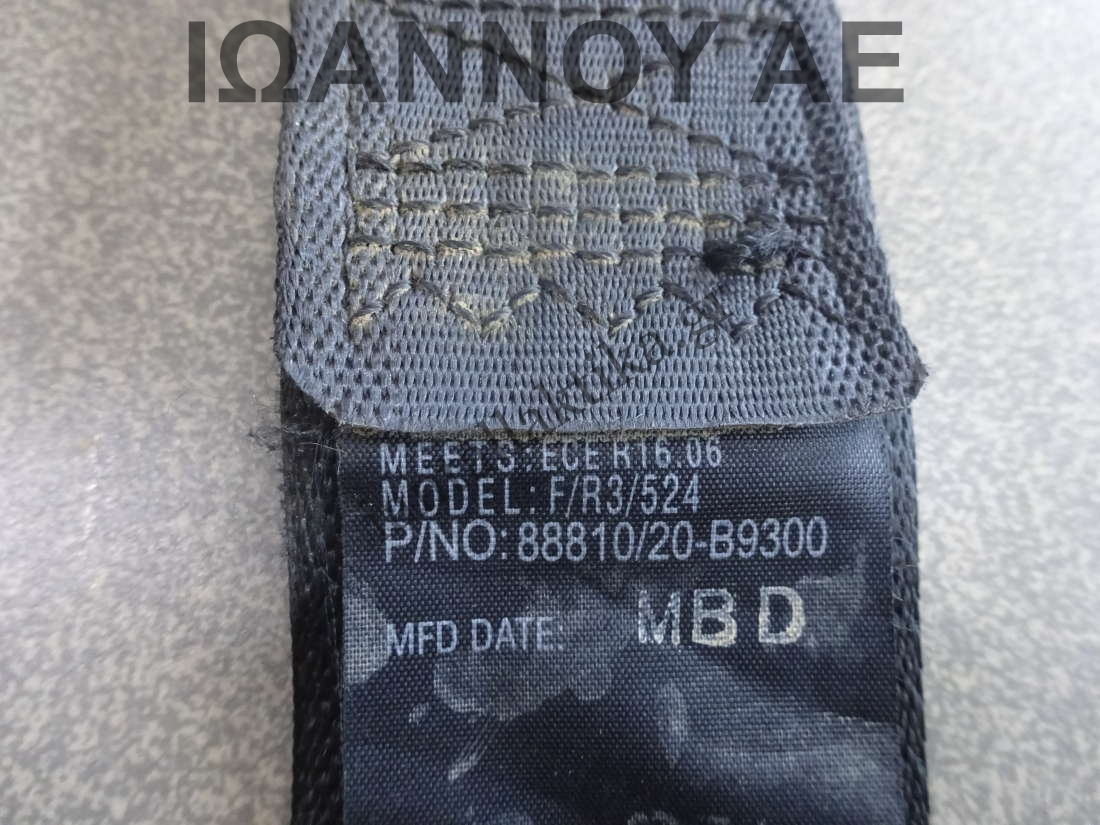 ΙΩΑΝΝΟΥ ΑΕ
MEETS:ECE R16.06
MODEL: F/R3/524
P/NO: 88810/20-B9300
MFD DATE: MBD